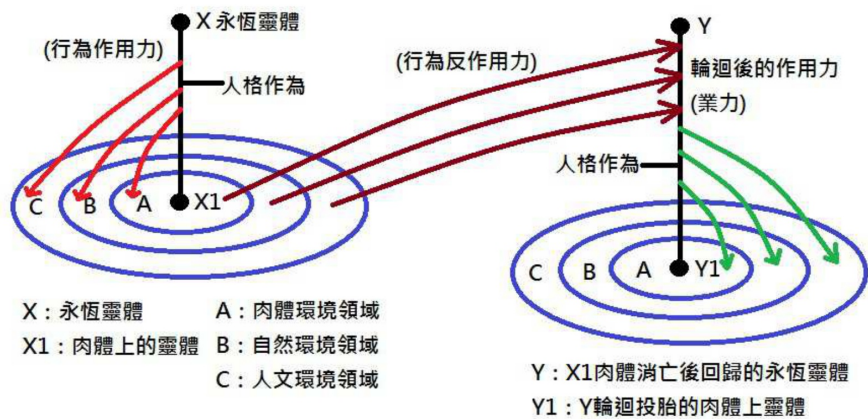 X 永恆靈體
(行為作用力)
人格作為
C B A X1
X：永恆靈體
X1：肉體上的靈體
A：肉體環境領域
B：自然環境領域
C：人文環境領域
(行為反作用力)
Y
輪迴後的作用力
(業力)
人格作為
C B A Y1
Y：X1肉體消亡後回歸的永恆靈體
Y1：Y輪迴投胎的肉體上靈體